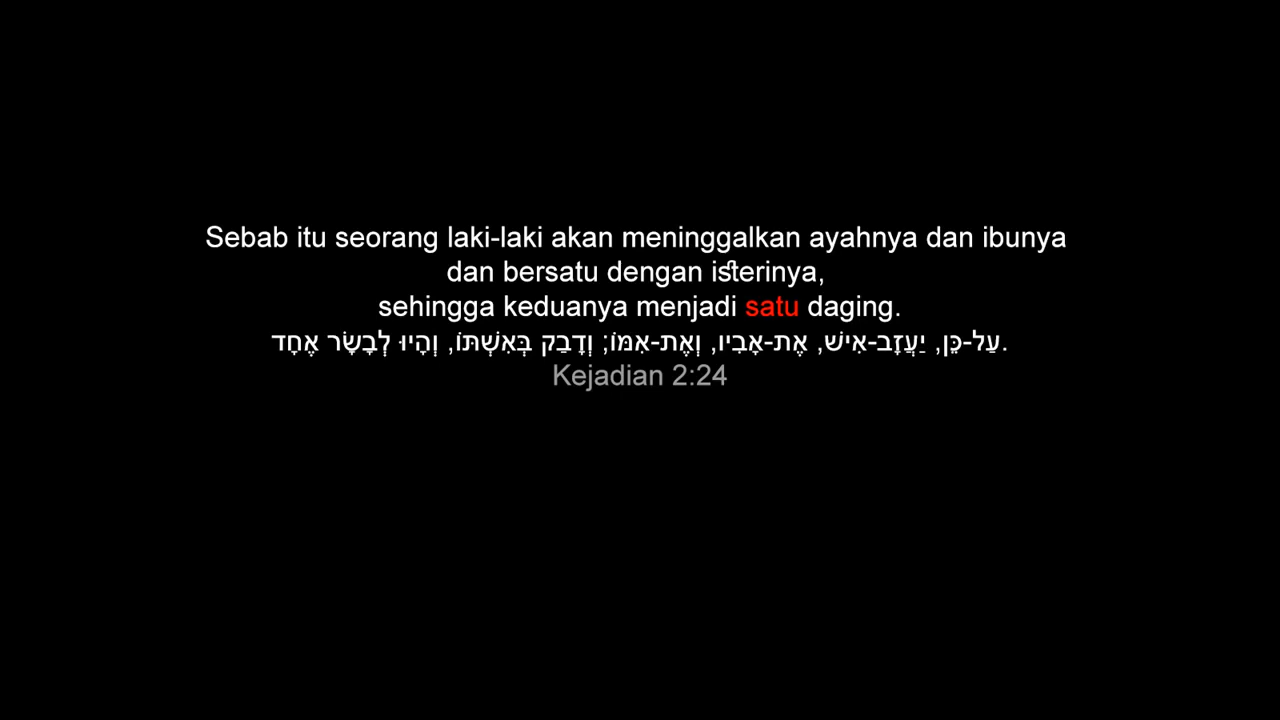 Sebab itu seorang laki-laki akan meninggalkan ayahnya dan ibunya
dan bersatu dengan isterinya,
sehingga keduanya menjadi satu daging.
עַל-כֵּן, יַעֲזָב-אִישׁ, אֶת-אָבִיו, וְאֶת-אִמּוֹ; וְדָבַק בְּאִשְׁתּוֹ, וְהָיוּ לְבָשָׂר אֶחָד.
Kejadian 2:24